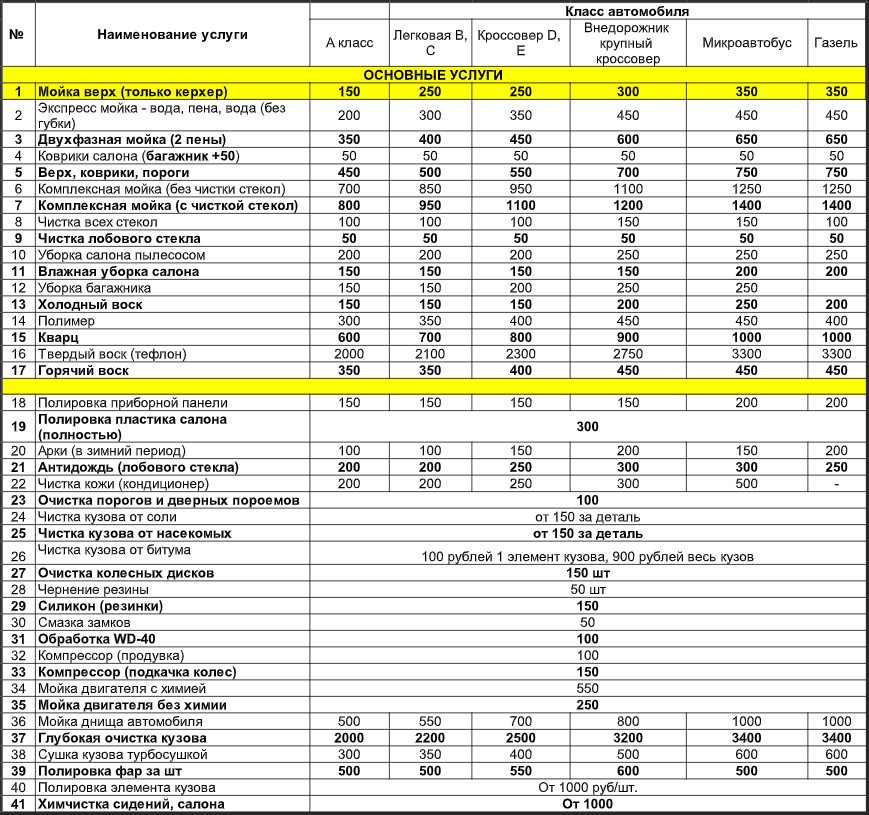 № Наименование услуги Класс автомобиля
А класс Легковая В, С Кроссовер D, Е Внедорожник крупный кроссовер Микроавтобус Газель
ОСНОВНЫЕ УСЛУГИ
1 Мойка верх (только керхер) 150 250 250 300 350 350
2 Экспресс мойка - вода, пена, вода (без губки) 200 300 350 450 450 450
3 Двухфазная мойка (2 пены) 350 400 450 600 650 650
4 Коврики салона (багажник +50) 50 50 50 50 50 50
5 Верх, коврики, пороги 450 500 550 700 750 750
6 Комплексная мойка (без чистки стекол) 700 850 950 1100 1250 1250
7 Комплексная мойка (с чисткой стекол) 800 950 1100 1200 1400 1400
8 Чистка всех стекол 100 100 100 150 150 100
9 Чистка лобового стекла 50 50 50 50 50 50
10 Уборка салона пылесосом 200 200 200 250 250 250
11 Влажная уборка салона 150 150 150 150 200 200
12 Уборка багажника 150 150 200 250 250
13 Холодный воск 150 150 150 200 250 200
14 Полимер 300 350 400 450 450 400
15 Кварц 600 700 800 900 1000 1000
16 Твердый воск (тефлон) 2000 2100 2300 2750 3300 3300
17 Горячий воск 350 350 400 450 450 450
18 Полировка приборной панели 150 150 150 150 200 200
19 Полировка пластика салона (полностью) 300
20 Арки (в зимний период) 100 100 150 200 150 200
21 Антидождь (лобового стекла) 200 200 250 300 300 250
22 Чистка кожи (кондиционер) 200 200 250 300 500 -
23 Очистка порогов и дверных пороемов 100
24 Чистка кузова от соли от 150 за деталь
25 Чистка кузова от насекомых от 150 за деталь
26 Чистка кузова от битума 100 рублей 1 элемент кузова, 900 рублей весь кузов
27 Очистка колесных дисков 150 шт
28 Чернение резины 50 шт
29 Силикон (резинки) 150
30 Смазка замков 50
31 Обработка WD-40 100
32 Компрессор (продувка) 100
33 Компрессор (подкачка колес) 150
34 Мойка двигателя с химией 550
35 Мойка двигателя без химии 250
36 Мойка днища автомобиля 500 550 700 800 1000 1000
37 Глубокая очистка кузова 2000 2200 2500 3200 3400 3400
38 Сушка кузова турбосушкой 300 350 400 500 600 600
39 Полировка фар за шт 500 500 550 600 500 500
40 Полировка элемента кузова От 1000 руб/шт.
41 Химчистка сидений, салона От 1000